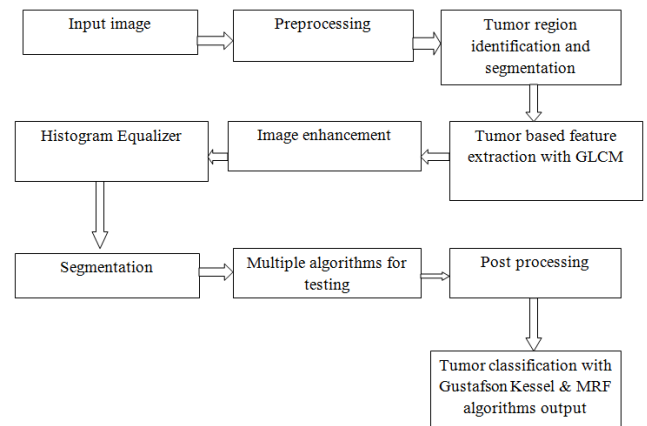 Input image
Preprocessing
Tumor region
identification and
segmentation
Histogram Equalizer
Image enhancement
Tumor based feature
extraction with GLCM
Segmentation
Multiple algorithms for
testing
Post processing
Tumor classification with
Gustafson Kessel & MRF
algorithms output